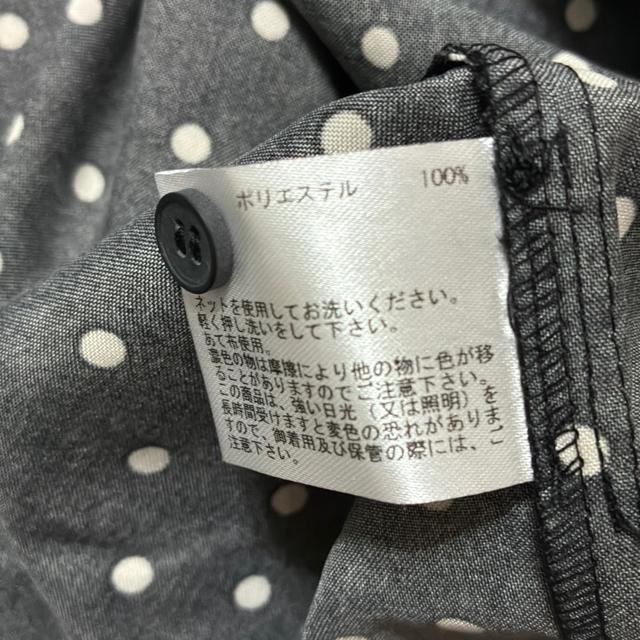 ポリエステル 100%
ネットを使用してお洗いください。
軽く押し洗いをして下さい。
あて布使用。
濃色の物は摩擦により他の物に色が移
ることがありますのでご注意下さい。
この商品は、強い日光（又は照明）を
長時間受けますと変色の恐れがありま
すので、御着用及び保管の際には、ご
注意下さい。